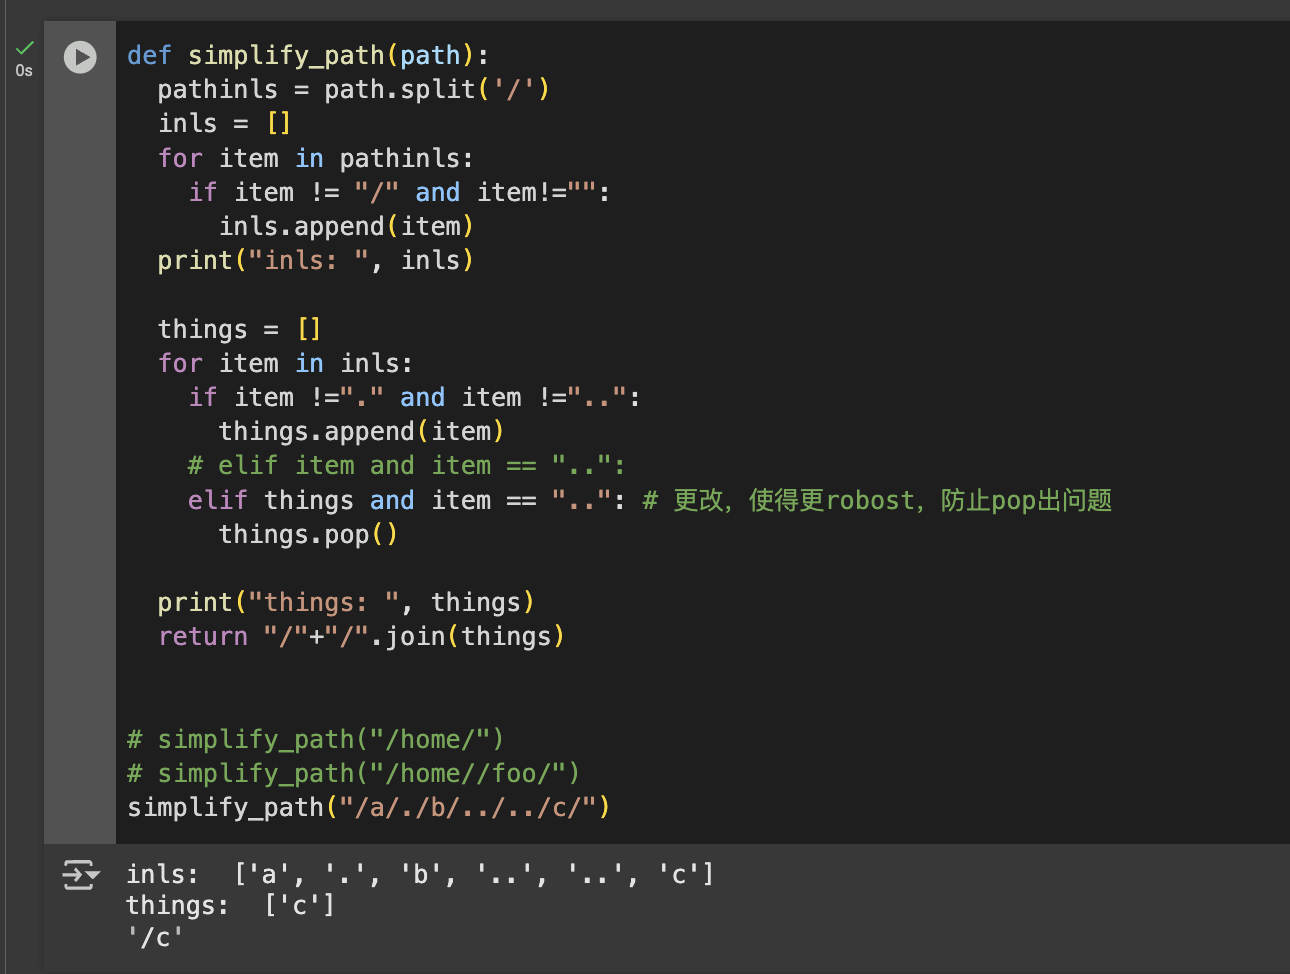 0s
def simplify_path(path):
  pathinls = path.split('/')
  inls = []
  for item in pathinls:
    if item != "/" and item!="":
      inls.append(item)
  print("inls: ", inls)

  things = []
  for item in inls:
    if item !="." and item !="..":
      things.append(item)
    # elif item and item == "..":
    elif things and item == "..": # 更改，使得更robost，防止pop出问题
      things.pop()

  print("things: ", things)
  return "/"+"/".join(things)


# simplify_path("/home/")
# simplify_path("/home//foo/")
simplify_path("/a/./b/../../c/")
inls:  ['a', '.', 'b', '..', '..', 'c']
things:  ['c']
'/c'